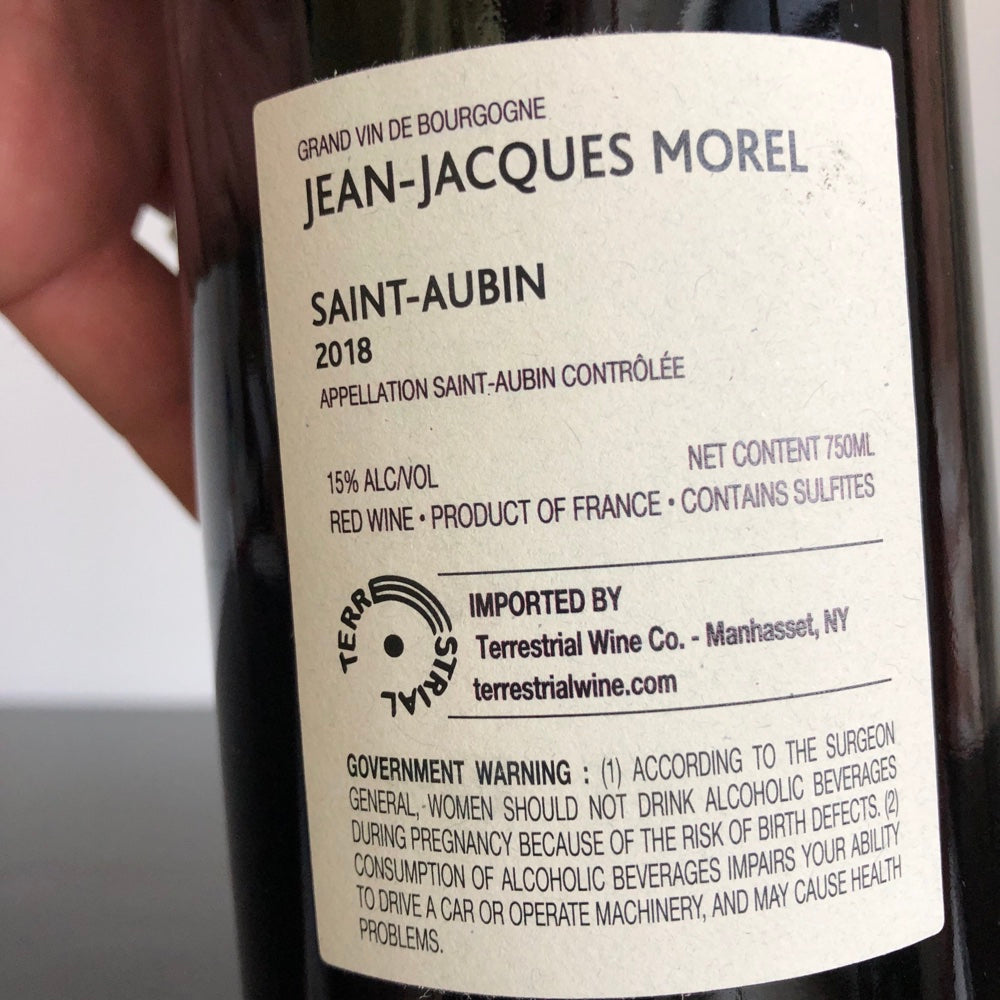 GRAND VIN DE BOURGOGNE
JEAN-JACQUES MOREL
SAINT-AUBIN
2018
APPELLATION SAINT-AUBIN CONTRÔLÉE
NET CONTENT 750ML
15% ALC/VOL
RED WINE • PRODUCT OF FRANCE • CONTAINS SULFITES
TERR STRIAL
IMPORTED BY
Terrestrial Wine Co. - Manhasset, NY
terrestrialwine.com
GOVERNMENT WARNING : (1) ACCORDING TO THE SURGEON
GENERAL, WOMEN SHOULD NOT DRINK ALCOHOLIC BEVERAGES
DURING PREGNANCY BECAUSE OF THE RISK OF BIRTH DEFECTS. (2)
CONSUMPTION OF ALCOHOLIC BEVERAGES IMPAIRS YOUR ABILITY
TO DRIVE A CAR OR OPERATE MACHINERY, AND MAY CAUSE HEALTH
PROBLEMS.